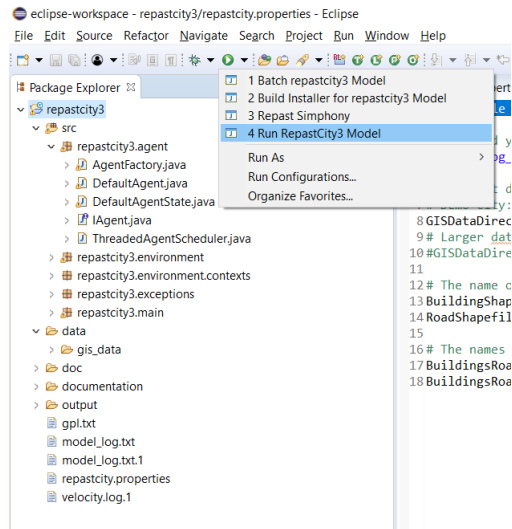 eclipse-workspace - repastcity3/repastcity.properties - Eclipse
File Edit Source Refactor Navigate Search Project Run Window Help
Package Explorer
1 Batch repastcity3 Model
2 Build Installer for repastcity3 Model
3 Repast Simphony
4 Run RepastCity3 Model
Run As
Run Configurations...
Organize Favorites...
repastcity3
src
repastcity3.agent
AgentFactory.java
DefaultAgent.java
DefaultAgentState.java
IAgent.java
ThreadedAgentScheduler.java
repastcity3.environment
repastcity3.environment.contexts
repastcity3.exceptions
repastcity3.main
data
gis_data
doc
documentation
output
gpl.txt
model_log.txt
model_log.txt.1
repastcity.properties
velocity.log.1
8 GISDataDirec
9 # Larger dat
10 #GISDataDire
11
12 # The name o
13 BuildingShap
14 RoadShapefil
15
16 # The names
17 BuildingsRoa
18 BuildingsRoa